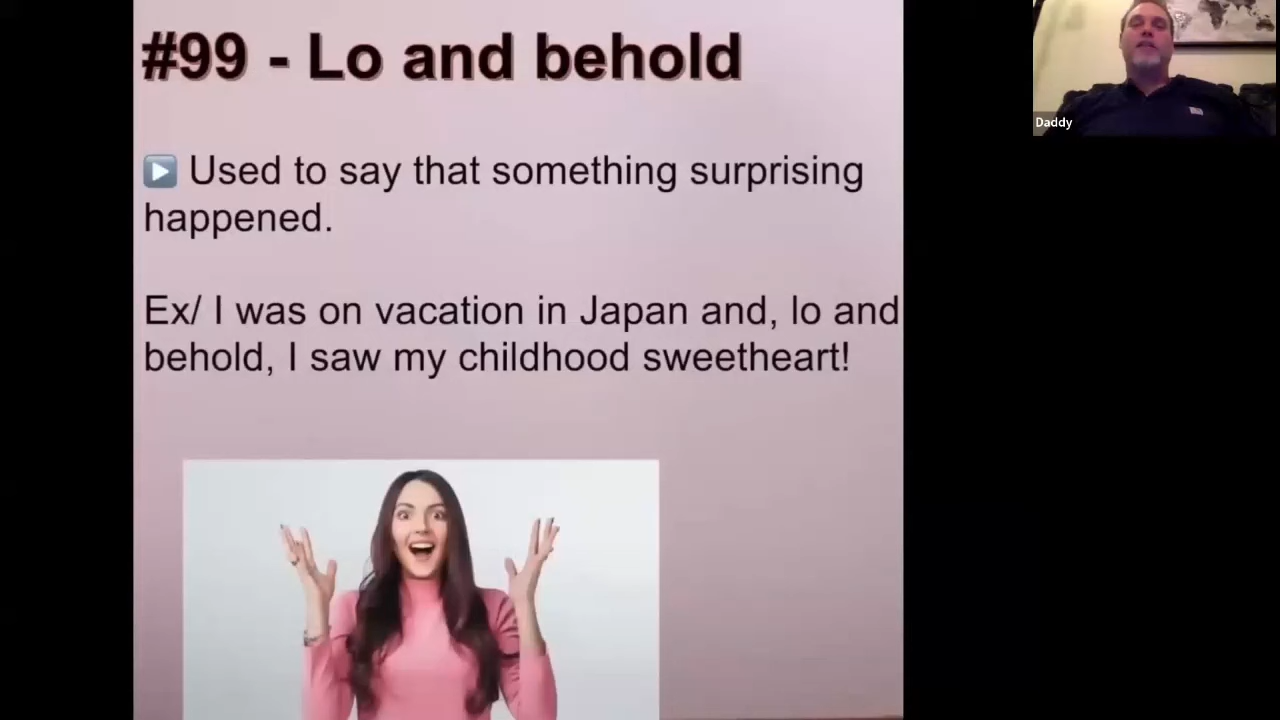 #99 - Lo and behold
▶️ Used to say that something surprising
happened.
Ex/ I was on vacation in Japan and, lo and
behold, I saw my childhood sweetheart!
Daddy